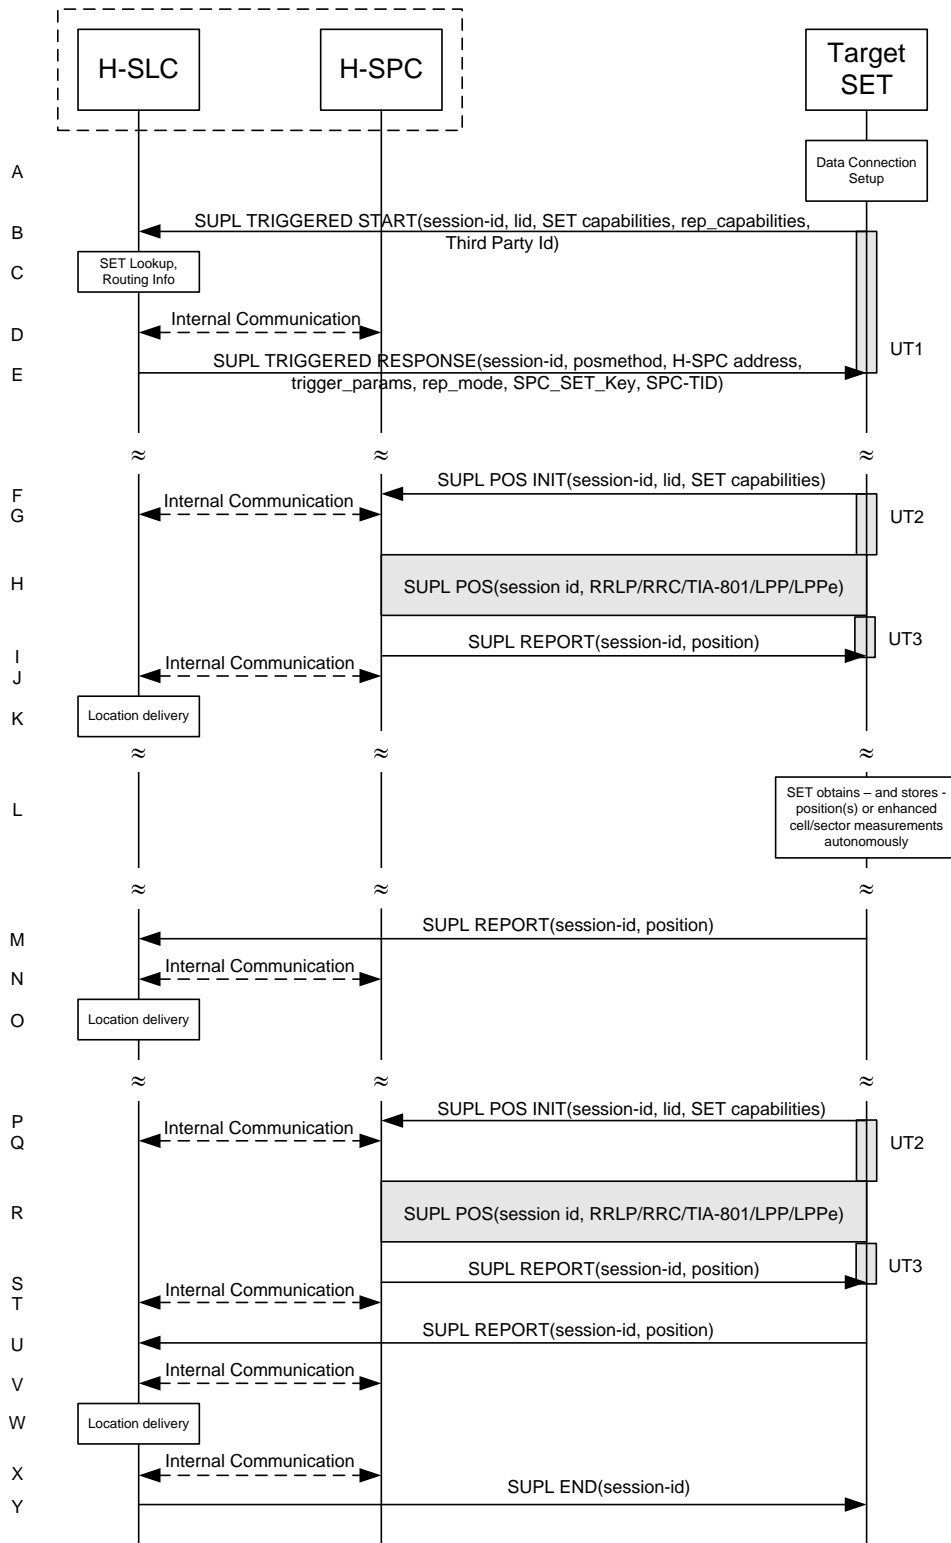 H-SLC
H-SPC
Target
SET
A
Data Connection
Setup
SUPL TRIGGERED START(session-id, lid, SET capabilities, rep_capabilities,
Third Party Id)
B
C
SET Lookup,
Routing Info
D
Internal Communication
UT1
E
SUPL TRIGGERED RESPONSE(session-id, posmethod, H-SPC address,
trigger_params, rep_mode, SPC_SET_Key, SPC-TID)
≈ ≈ ≈
F
SUPL POS INIT(session-id, lid, SET capabilities)
G
Internal Communication
UT2
H
SUPL POS(session id, RRLP/RRC/TIA-801/LPP/LPPe)
I
SUPL REPORT(session-id, position)
UT3
J
Internal Communication
K
Location delivery
≈ ≈ ≈
L
SET obtains – and stores -
position(s) or enhanced
cell/sector measurements
autonomously
≈ ≈ ≈
M
SUPL REPORT(session-id, position)
N
Internal Communication
O
Location delivery
≈ ≈ ≈
P
SUPL POS INIT(session-id, lid, SET capabilities)
Q
Internal Communication
UT2
R
SUPL POS(session id, RRLP/RRC/TIA-801/LPP/LPPe)
S
SUPL REPORT(session-id, position)
UT3
T
Internal Communication
U
SUPL REPORT(session-id, position)
V
Internal Communication
W
Location delivery
X
Internal Communication
Y
SUPL END(session-id)